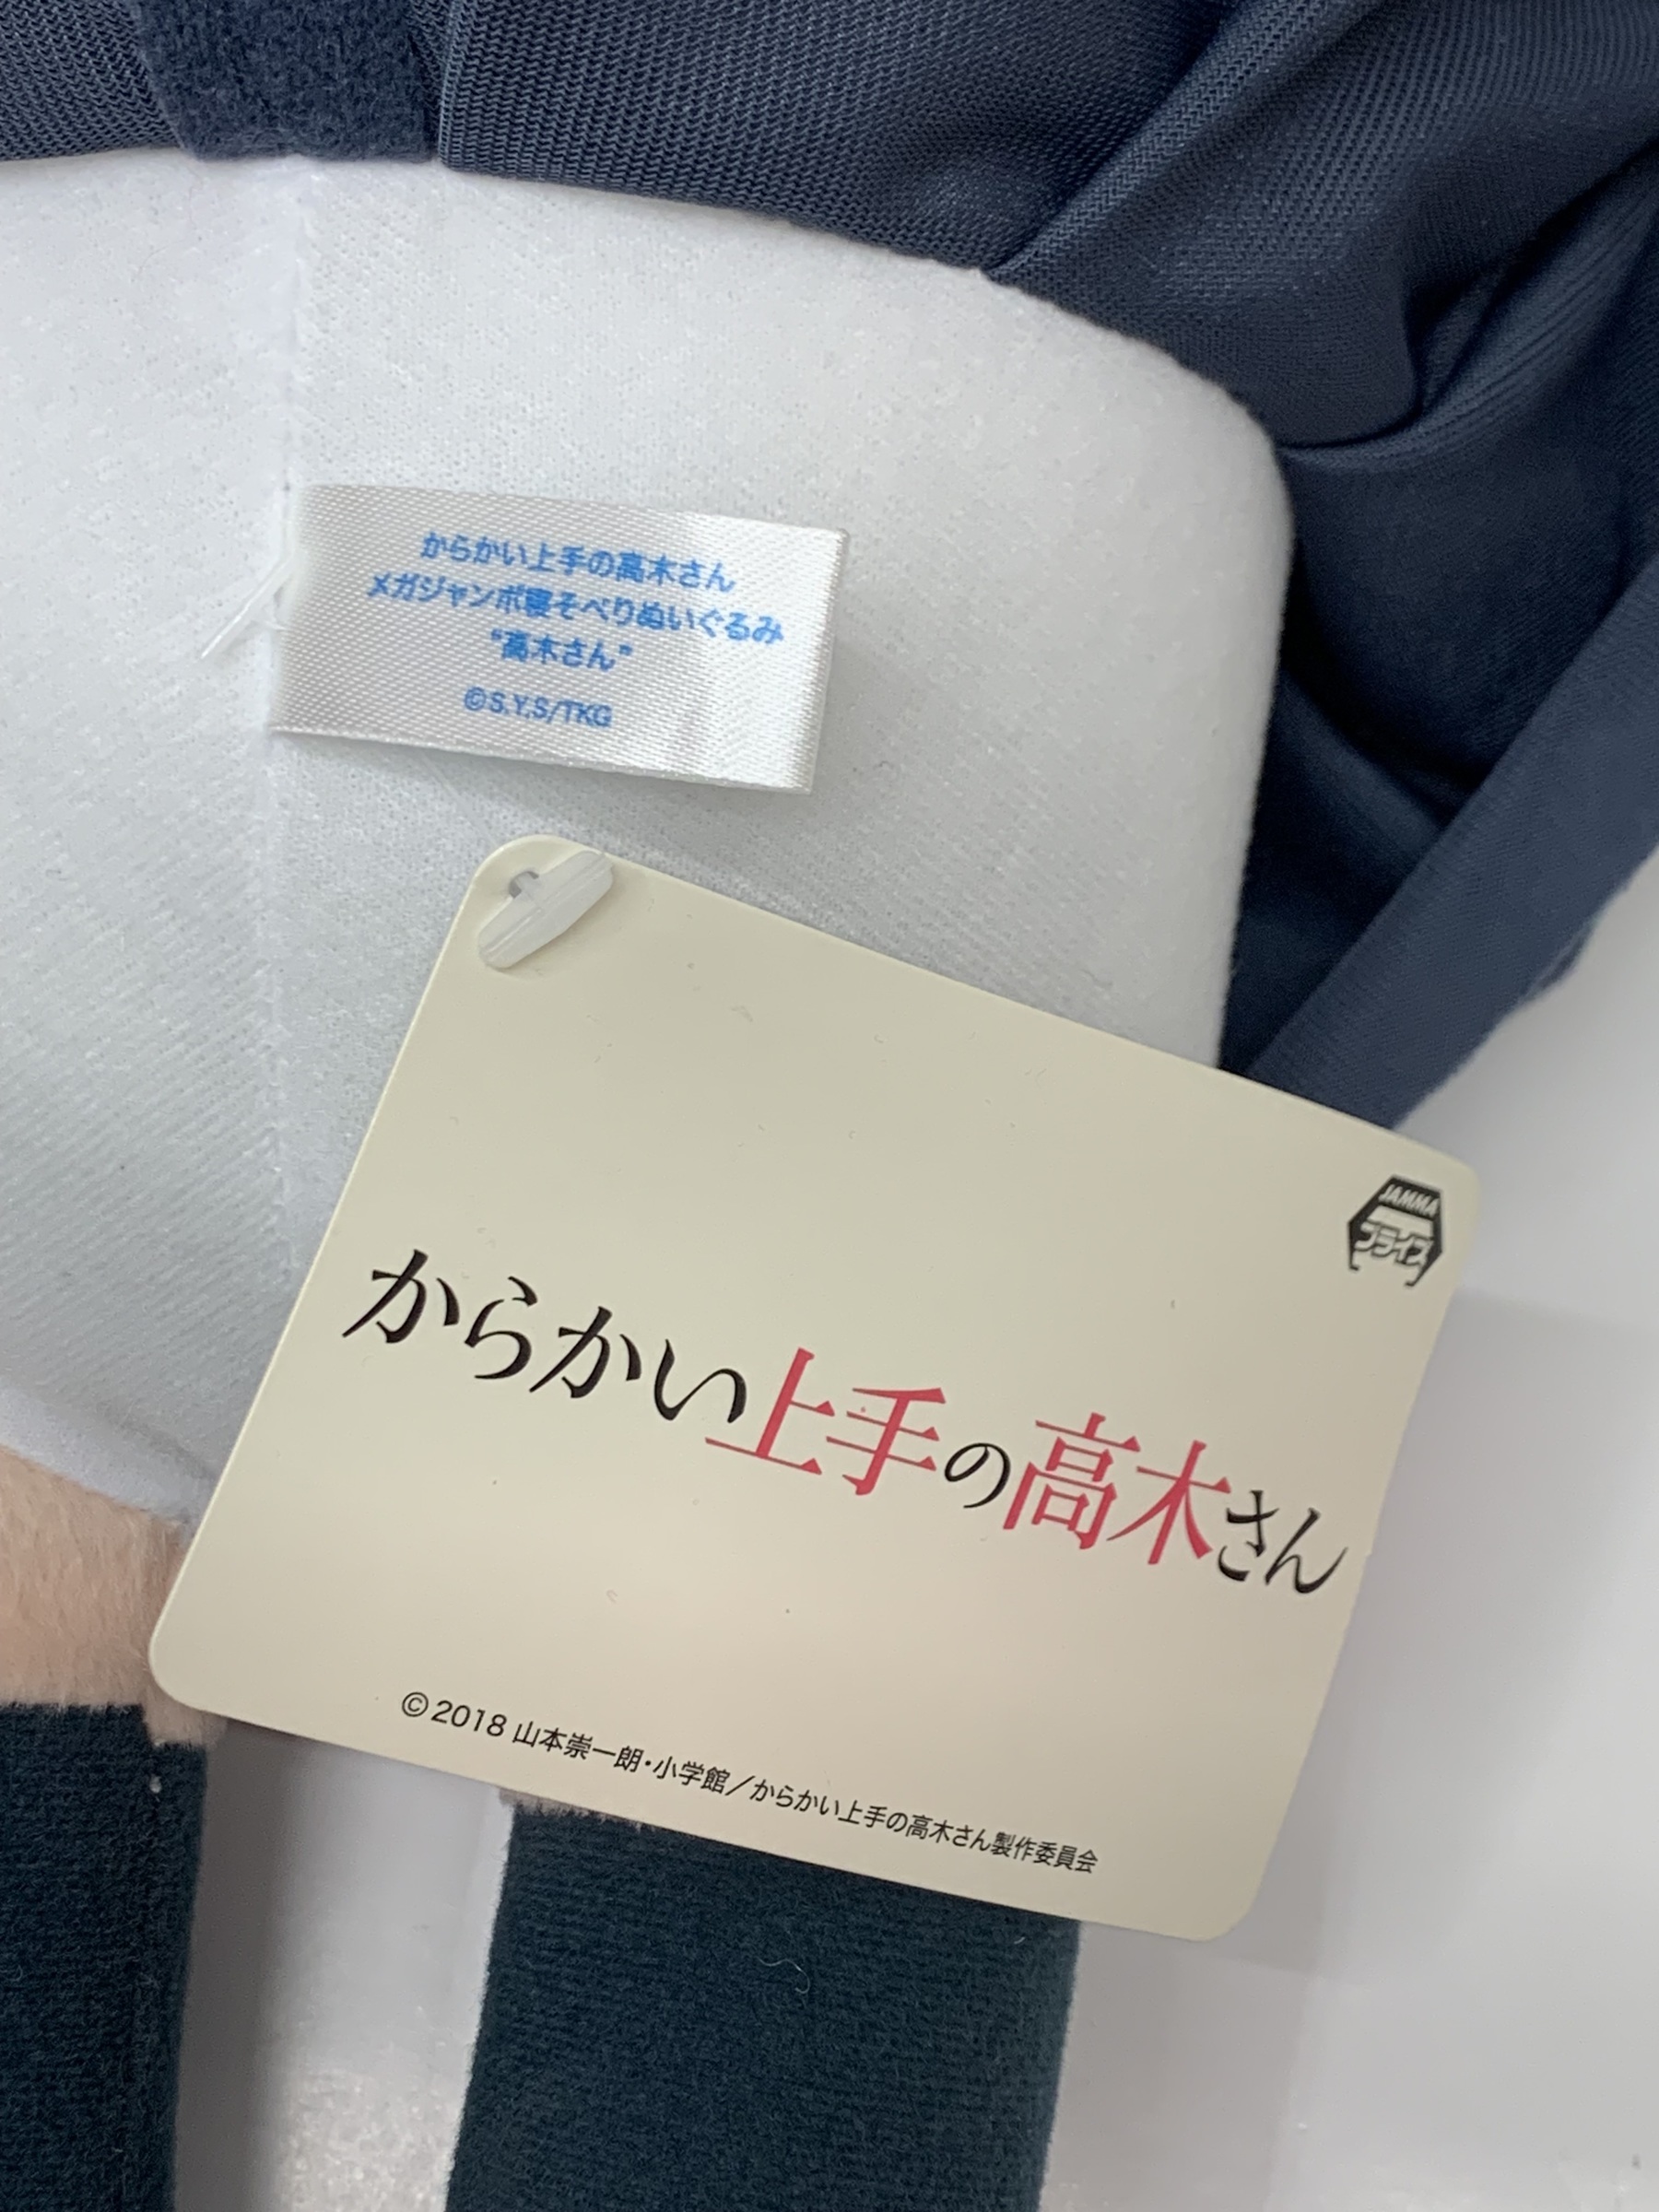 からかい上手の高木さん
メガジャンボ寝そべりぬいぐるみ
“高木さん”
©S.Y.S/TKG
JAMMA
プライズ
からかい上手の高木さん
©2018 山本崇一朗・小学館／からかい上手の高木さん製作委員会